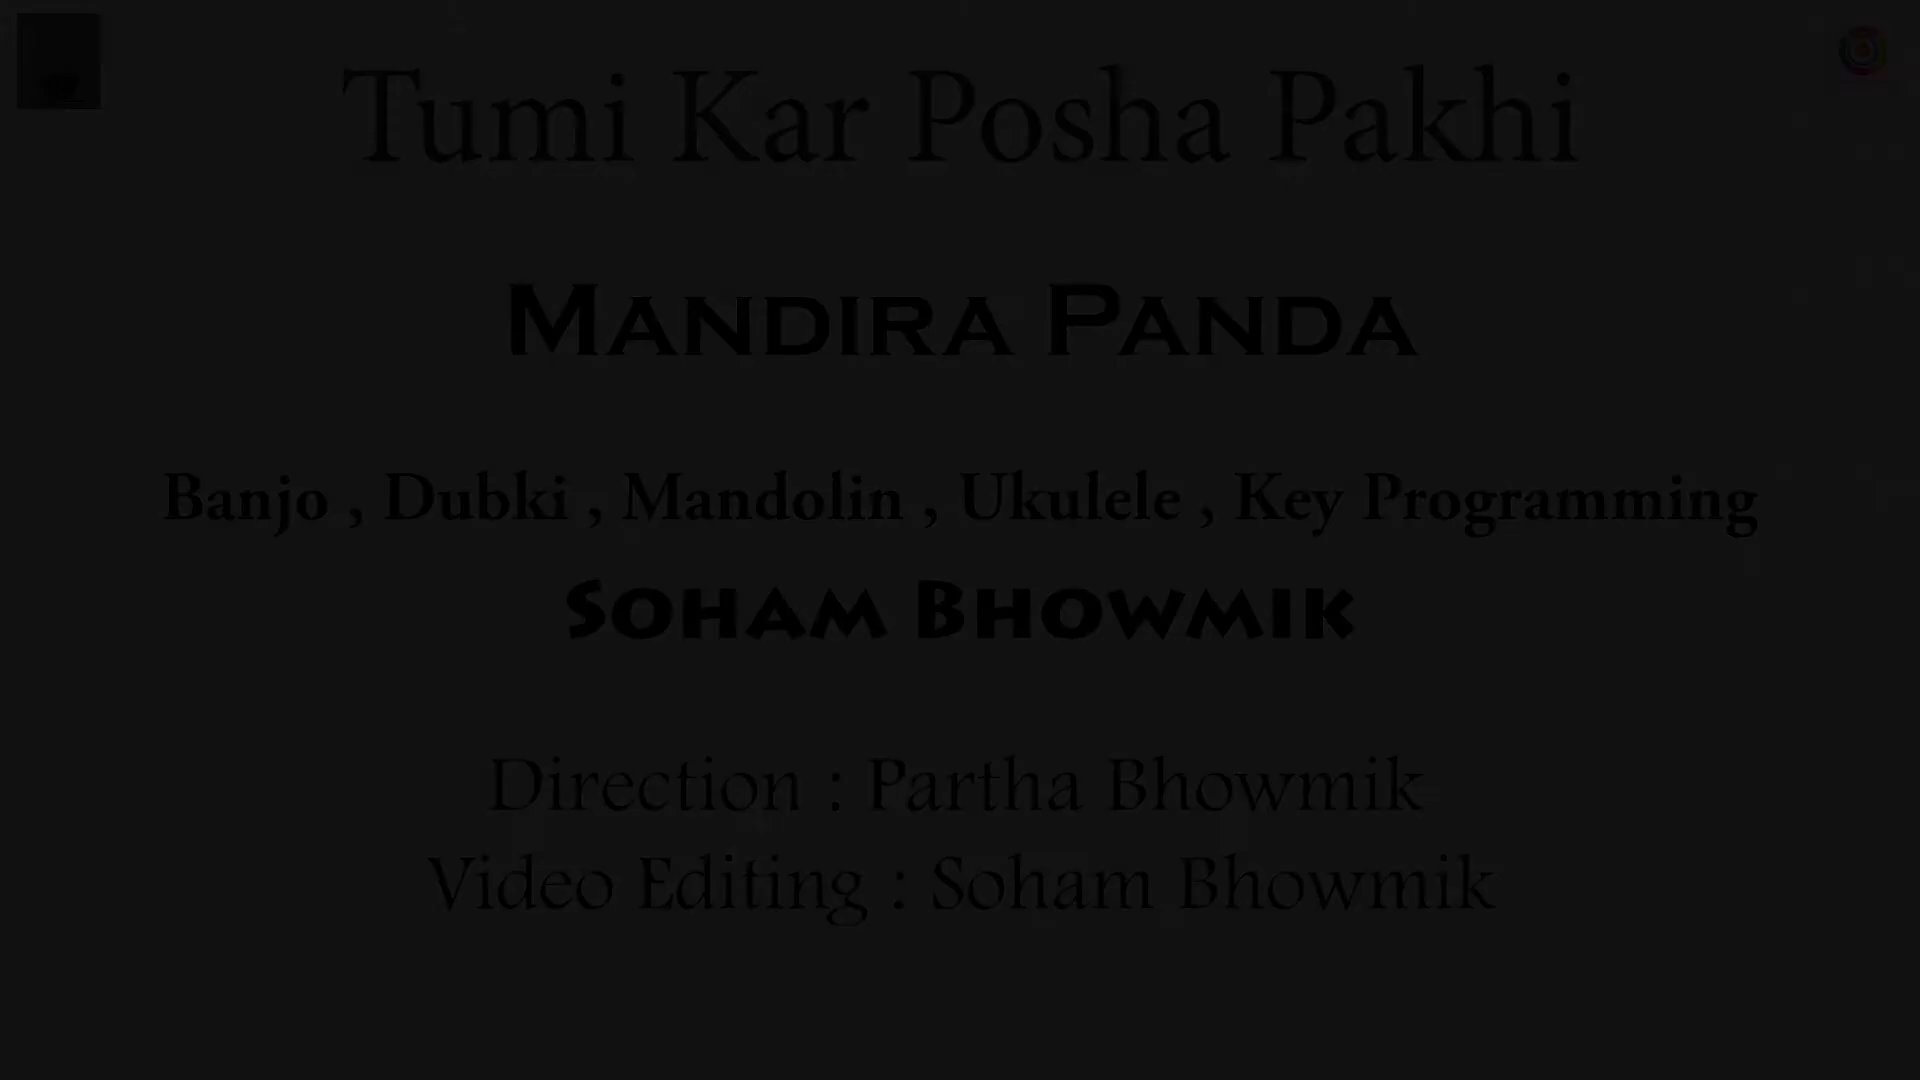 Tumi Kar Posha Pakhi
MANDIRA PANDA
Banjo , Dubki , Mandolin , Ukulele , Key Programming
SOHAM BHOWMIK
Direction : Partha Bhowmik
Video Editing : Soham Bhowmik